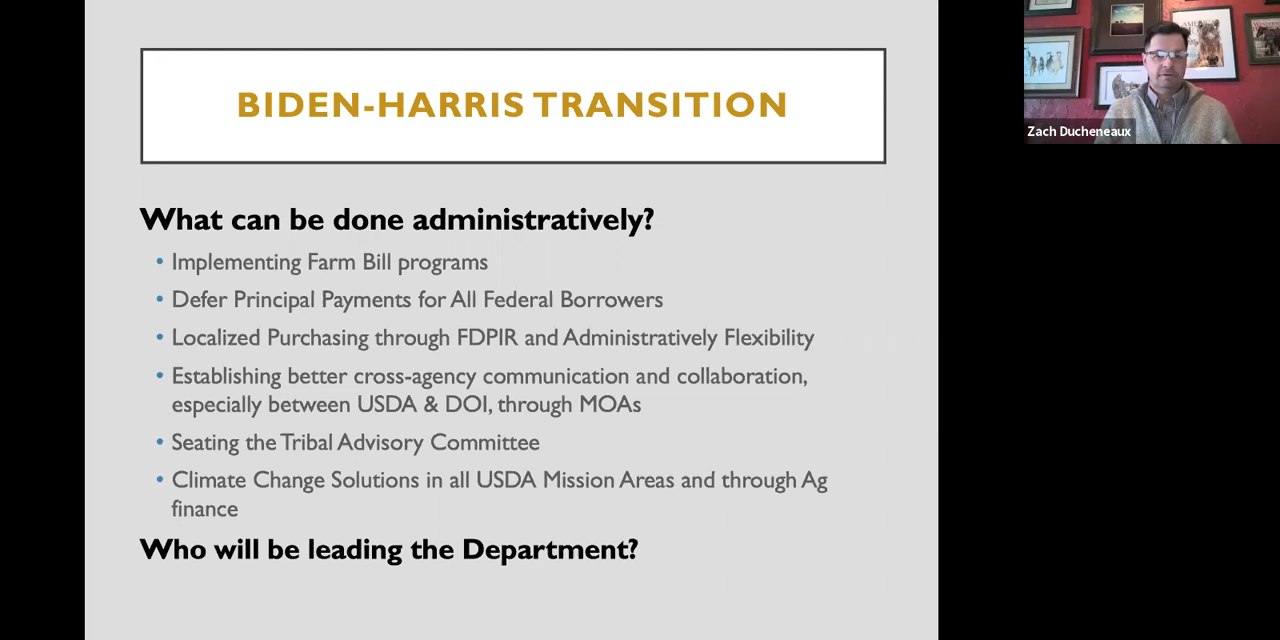 BIDEN-HARRIS TRANSITION
What can be done administratively?
• Implementing Farm Bill programs
• Defer Principal Payments for All Federal Borrowers
• Localized Purchasing through FDPIR and Administratively Flexibility
• Establishing better cross-agency communication and collaboration,
especially between USDA & DOI, through MOAs
• Seating the Tribal Advisory Committee
• Climate Change Solutions in all USDA Mission Areas and through Ag
finance
Who will be leading the Department?
Zach Ducheneaux